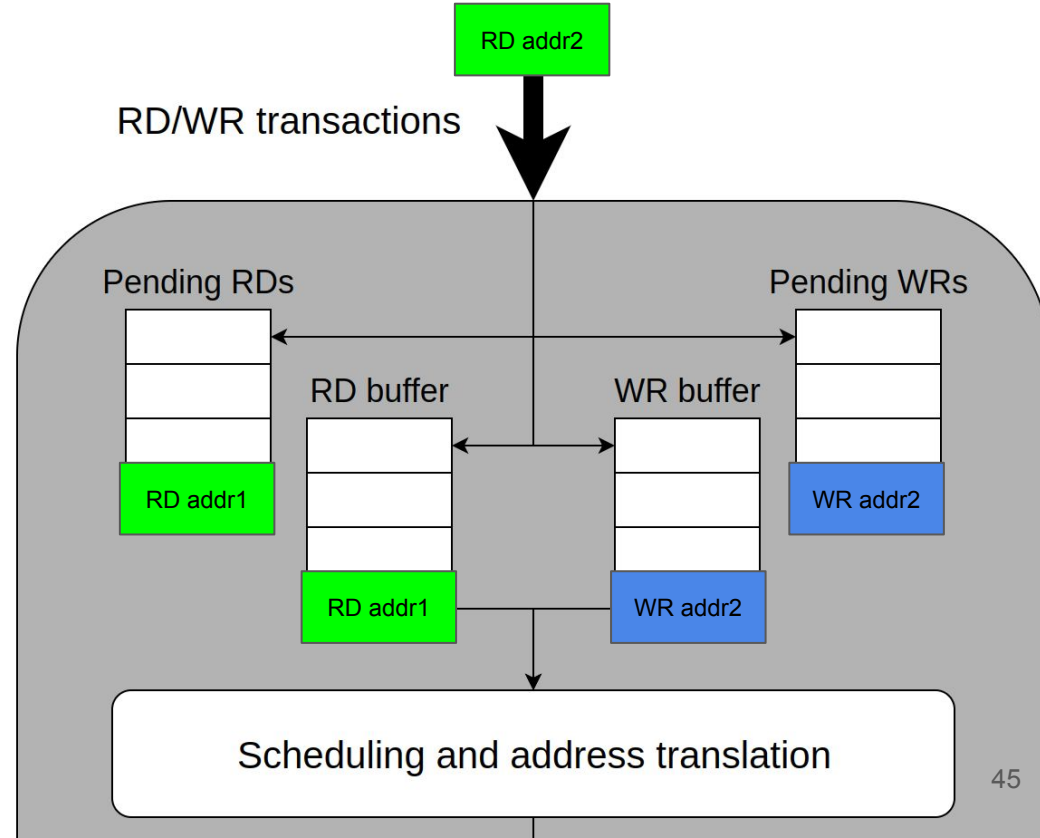 RD addr2
RD/WR transactions
Pending RDs
Pending WRs
RD buffer
WR buffer
RD addr1
WR addr2
RD addr1
WR addr2
Scheduling and address translation
45